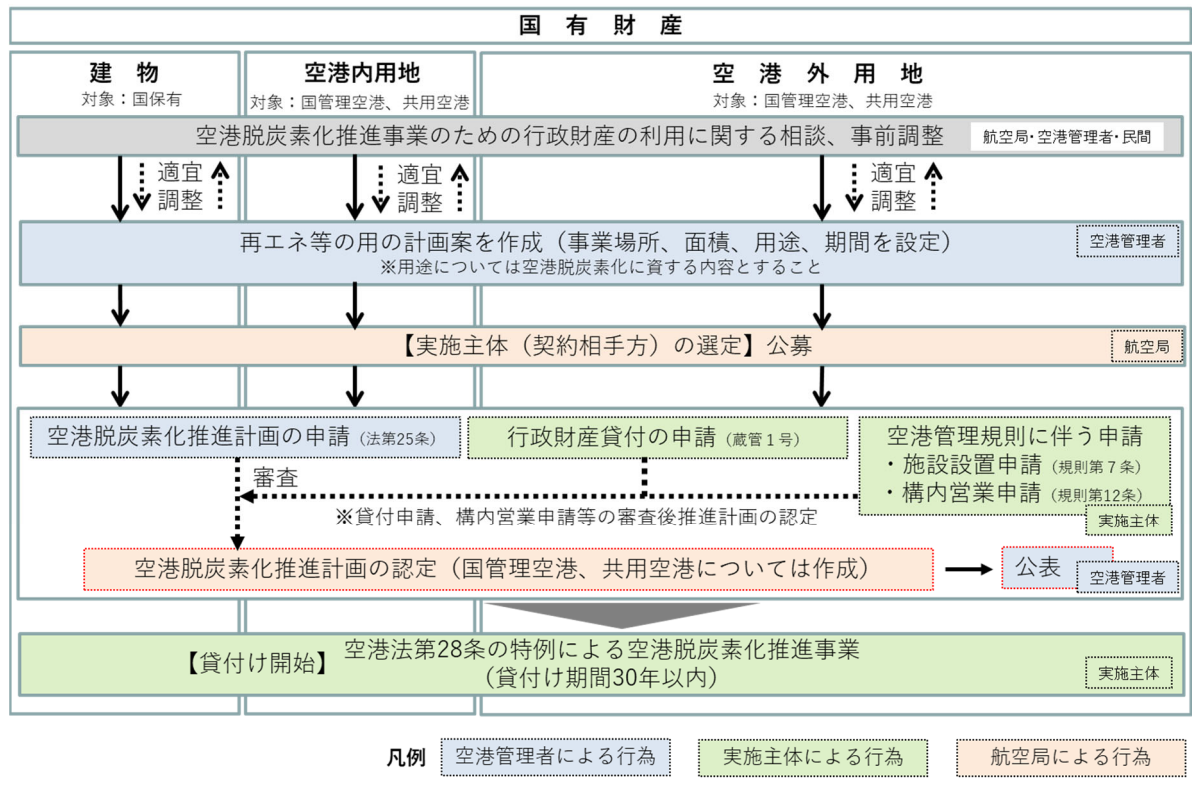 国有財産
建物
対象：国保有
空港内用地
対象：国管理空港、共用空港
空港外用地
対象：国管理空港、共用空港
空港脱炭素化推進事業のための行政財産の利用に関する相談、事前調整
航空局・空港管理者・民間
適宜
調整
適宜
調整
適宜
調整
再エネ等の用の計画案を作成（事業場所、面積、用途、期間を設定）
※用途については空港脱炭素化に資する内容とすること
空港管理者
【実施主体（契約相手方）の選定】公募
航空局
空港脱炭素化推進計画の申請（法第25条）
行政財産貸付の申請（蔵管１号）
空港管理規則に伴う申請
・施設設置申請（規則第７条）
・構内営業申請（規則第12条）
実施主体
審査
※貸付申請、構内営業申請等の審査後推進計画の認定
空港脱炭素化推進計画の認定（国管理空港、共用空港については作成）
公表
空港管理者
【貸付け開始】
空港法第28条の特例による空港脱炭素化推進事業
（貸付け期間30年以内）
実施主体
凡例
空港管理者による行為
実施主体による行為
航空局による行為